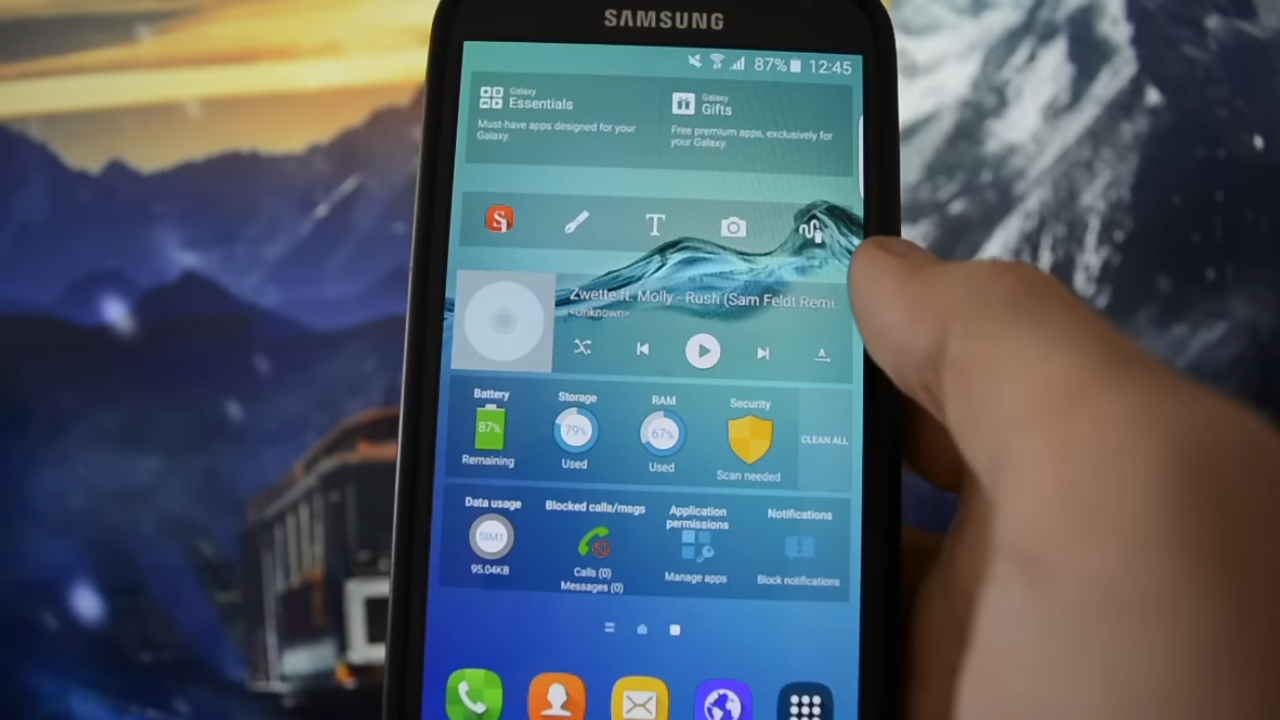 SAMSUNG
87% 12:45
Galaxy
Essentials
Must-have apps designed for your
Galaxy.
Galaxy
Gifts
Free premium apps, exclusively for
your Galaxy.
S
T
Zwette ft. Molly - Rush (Sam Feldt Remi
<Unknown>
A
Battery
87%
Remaining
Storage
79%
Used
RAM
67%
Used
Security
Scan needed
CLEAN ALL
Data usage
SIM1
95.04KB
Blocked calls/msgs
Calls (0)
Messages (0)
Application
permissions
Manage apps
Notifications
Block notifications